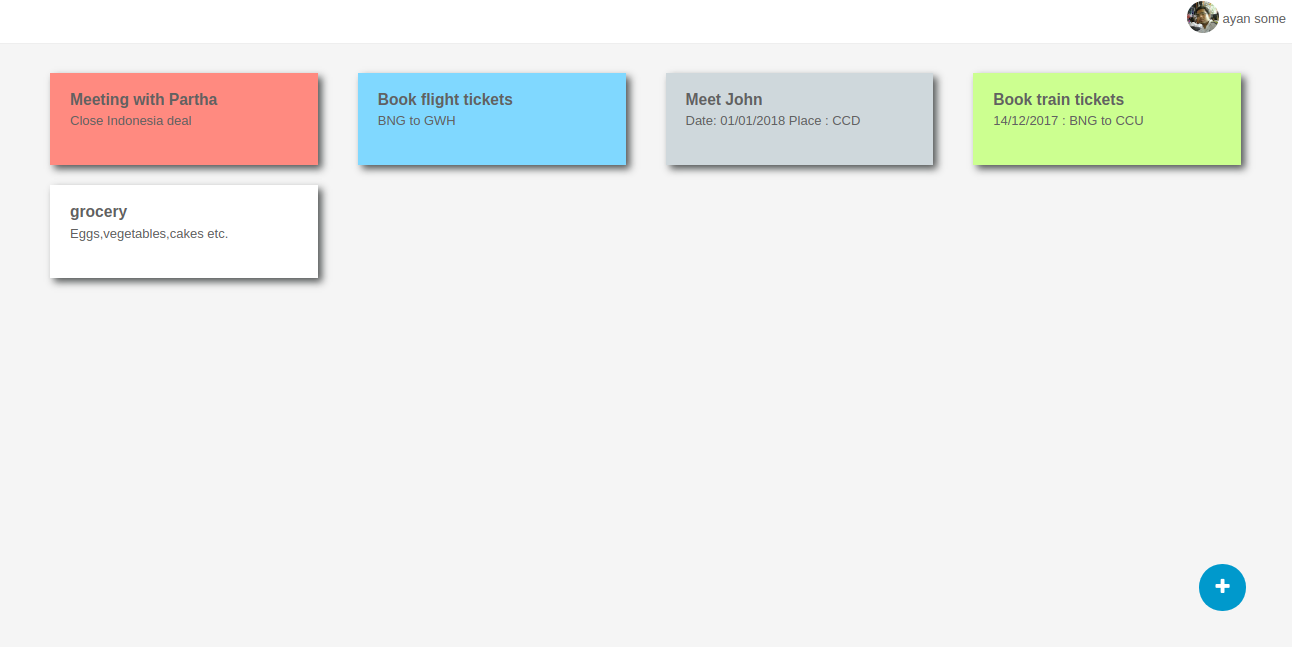 ayan some
Meeting with Partha
Close Indonesia deal
Book flight tickets
BNG to GWH
Meet John
Date: 01/01/2018 Place : CCD
Book train tickets
14/12/2017 : BNG to CCU
grocery
Eggs,vegetables,cakes etc.